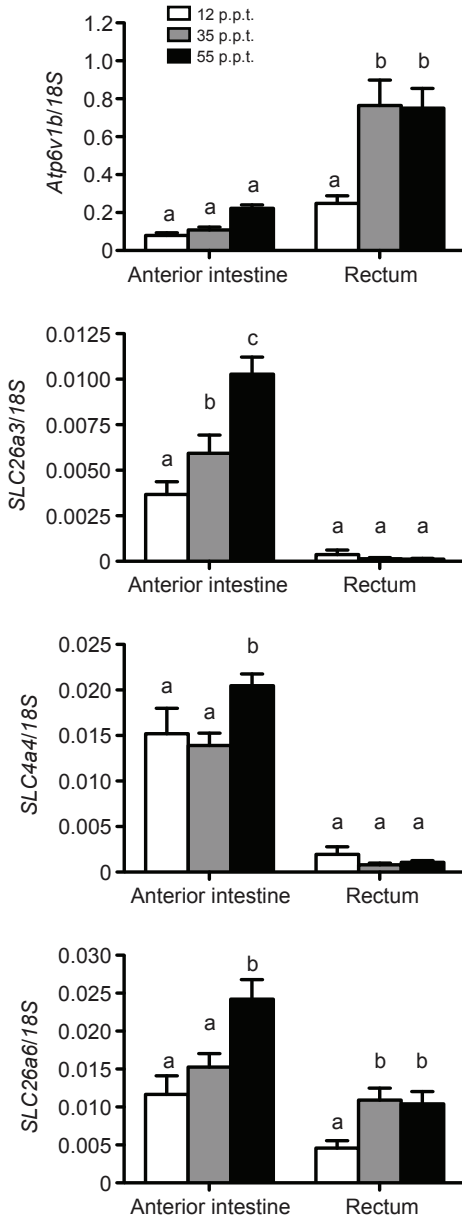 12 p.p.t.
35 p.p.t.
55 p.p.t.
Atp6v1b/18S
1.2
1.0
0.8
0.6
0.4
0.2
0
a a a a b b
Anterior intestine Rectum
SLC26a3/18S
0.0125
0.0100
0.0075
0.0050
0.0025
0
a b c a a a
Anterior intestine Rectum
SLC4a4/18S
0.025
0.020
0.015
0.010
0.005
0
a a b a a a
Anterior intestine Rectum
SLC26a6/18S
0.030
0.025
0.020
0.015
0.010
0.005
0
a a b a b b
Anterior intestine Rectum